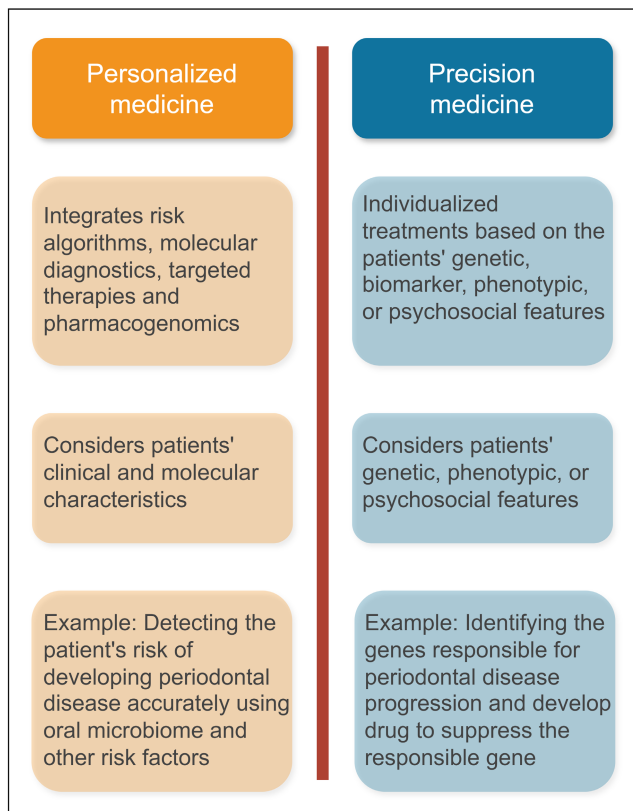 Personalized
medicine
Precision
medicine
Integrates risk
algorithms, molecular
diagnostics, targeted
therapies and
pharmacogenomics
Individualized
treatments based on the
patients' genetic,
biomarker, phenotypic,
or psychosocial features
Considers patients'
clinical and molecular
characteristics
Considers patients'
genetic, phenotypic, or
psychosocial features
Example: Detecting the
patient's risk of
developing periodontal
disease accurately using
oral microbiome and
other risk factors
Example: Identifying the
genes responsible for
periodontal disease
progression and develop
drug to suppress the
responsible gene